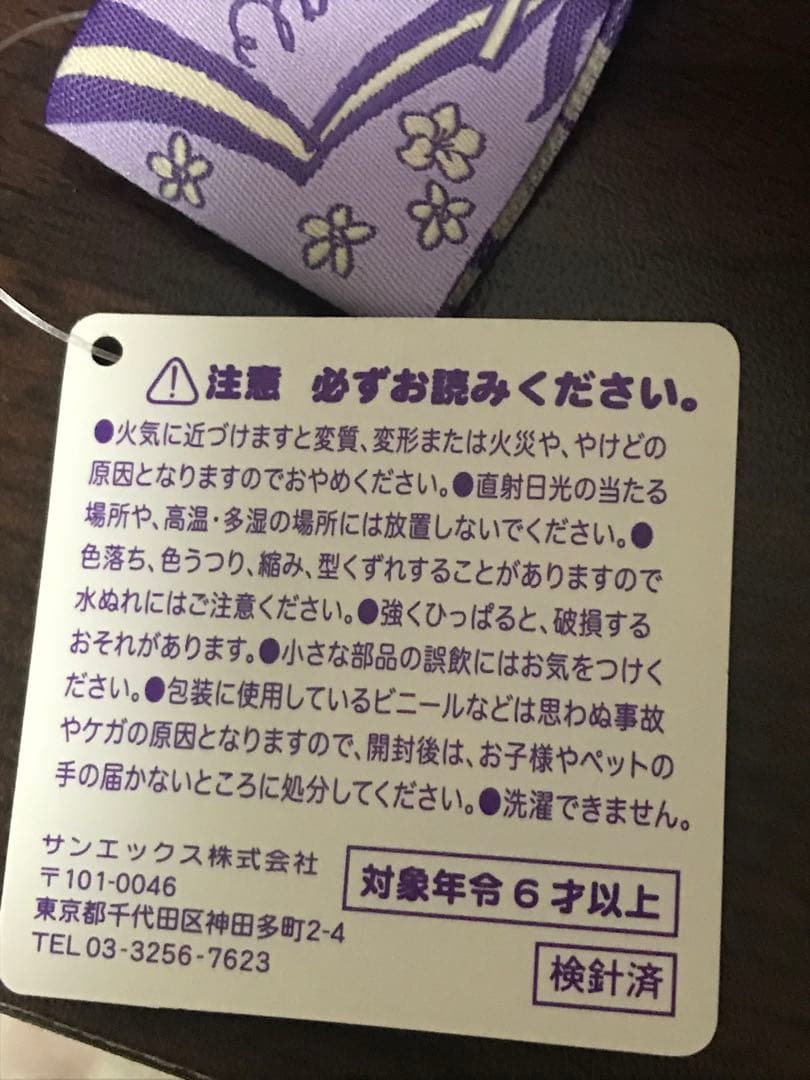 注意 必ずお読みください。
●火気に近づけますと変質、変形または火災や、やけどの
原因となりますのでおやめください。●直射日光の当たる
場所や、高温・多湿の場所には放置しないでください。●
色落ち、色うつり、縮み、型くずれすることがありますので
水ぬれにはご注意ください。●強くひっぱると、破損する
おそれがあります。●小さな部品の誤飲にはお気をつけく
ださい。●包装に使用しているビニールなどは思わぬ事故
やケガの原因となりますので、開封後は、お子様やペットの
手の届かないところに処分してください。●洗濯できません。
サンエックス株式会社
〒101-0046
東京都千代田区神田多町2-4
TEL 03-3256-7623
対象年令6才以上
検針済